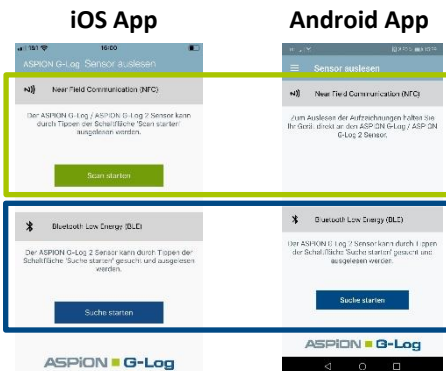 iOS App
Android App
16:00
ASPION G-Log Sensor auslesen
Near Field Communication (NFC)
Der ASPION G-Log / ASPION G-Log 2 Sensor kann
durch Tippen der Schaltfläche 'Scan starten'
ausgelesen werden.
Scan starten
Bluetooth Low Energy (BLE)
Der ASPION G-Log 2 Sensor kann durch Tippen der
Schaltfläche 'Suche starten' gesucht und ausgelesen
werden.
Suche starten
ASPION G-Log
Sensor auslesen
Near Field Communication (NFC)
Zum Auslesen der Aufzeichnungen halten Sie
Ihr Gerät direkt an den ASPION G-Log / ASPION
G-Log 2 Sensor.
Bluetooth Low Energy (BLE)
Der ASPION G-Log 2 Sensor kann durch Tippen
der Schaltfläche 'Suche starten' gesucht und
ausgelesen werden.
Suche starten
ASPION G-Log